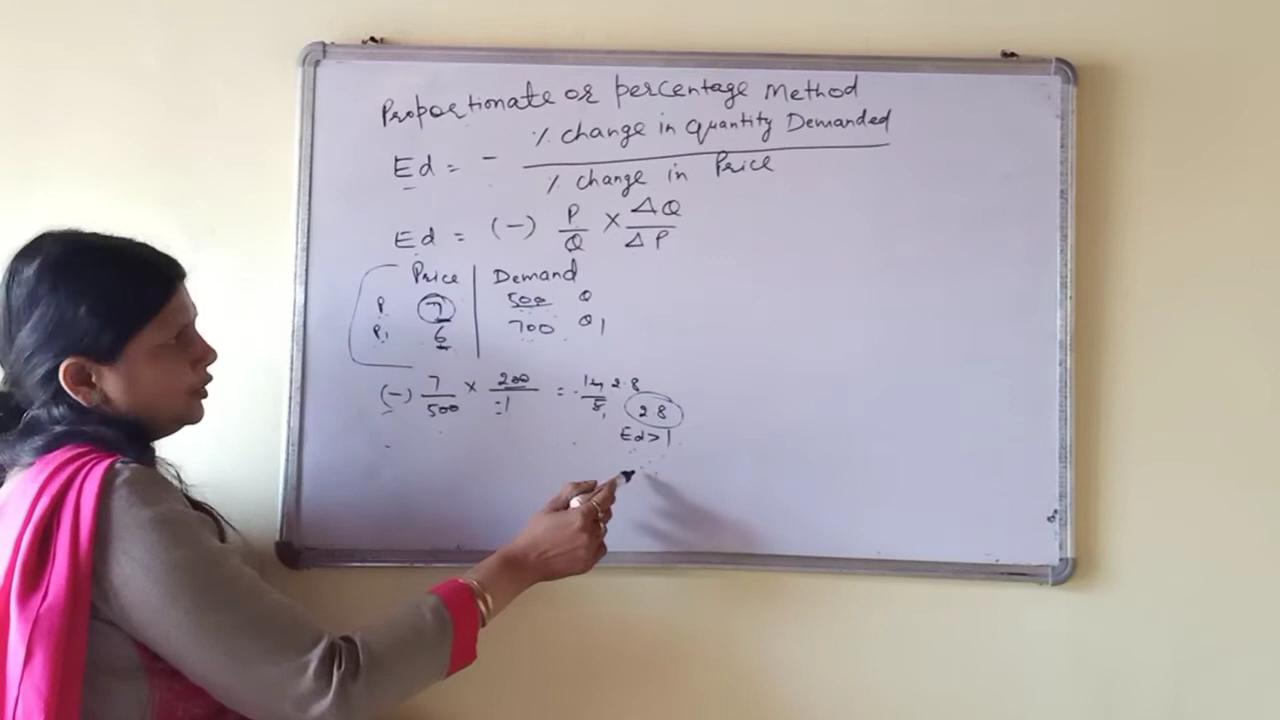 Proportionate or percentage Method
Ed = - % change in Quantity Demanded / % change in Price
Ed = (-) P/Q × ΔQ/ΔP
Price | Demand
P 7 | 500 Q
P1 6 | 700 Q1
(-) 7/500 × 200/-1 = 14/5 2.8
2.8
Ed > 1